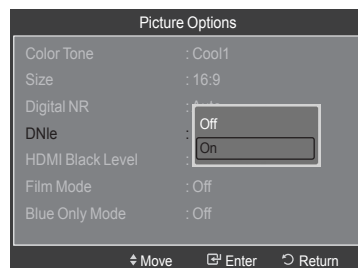 Picture Options
Color Tone : Cool1
Size : 16:9
Digital NR :
DNIe :
Off
On
HDMI Black Level :
Film Mode : Off
Blue Only Mode : Off
Move Enter Return